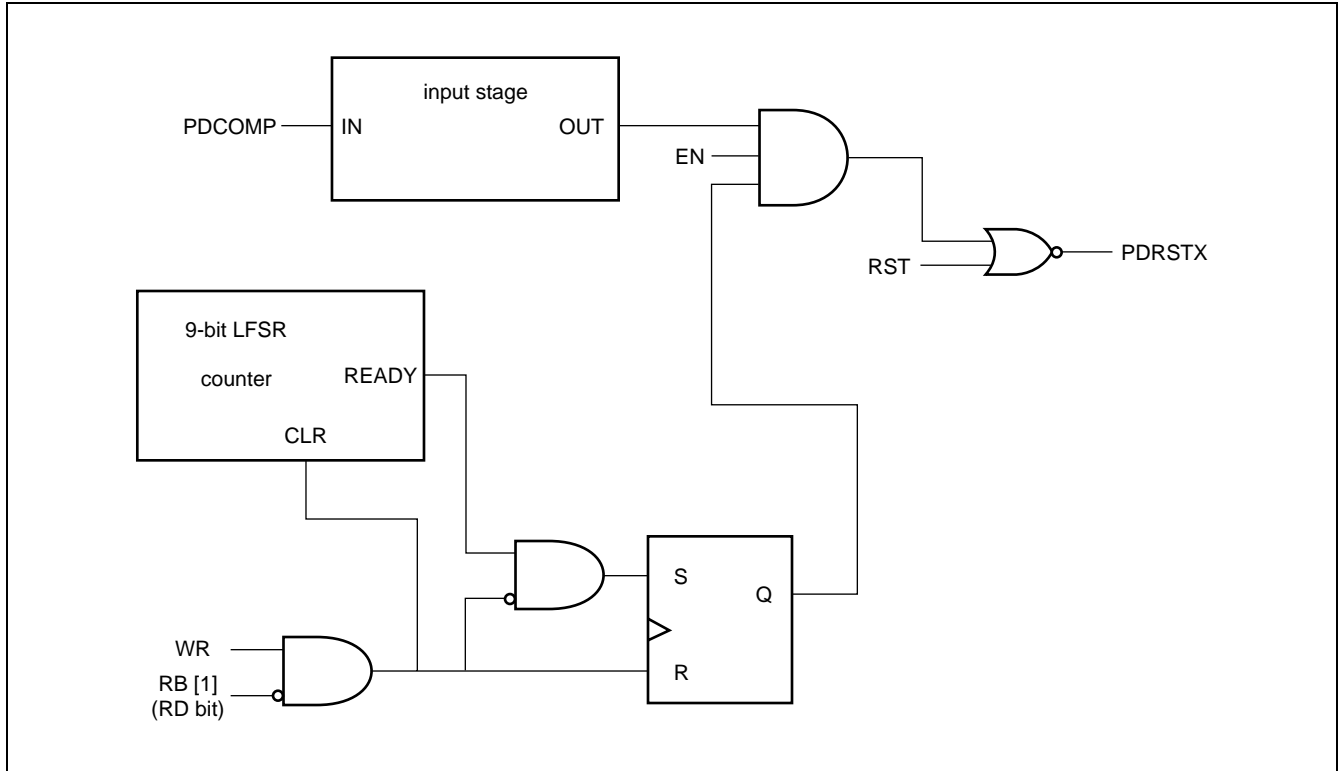 input stage
PDCOMP
IN
OUT
EN
RST
PDRSTX
9-bit LFSR
counter
READY
CLR
S
Q
R
WR
RB [1]
(RD bit)